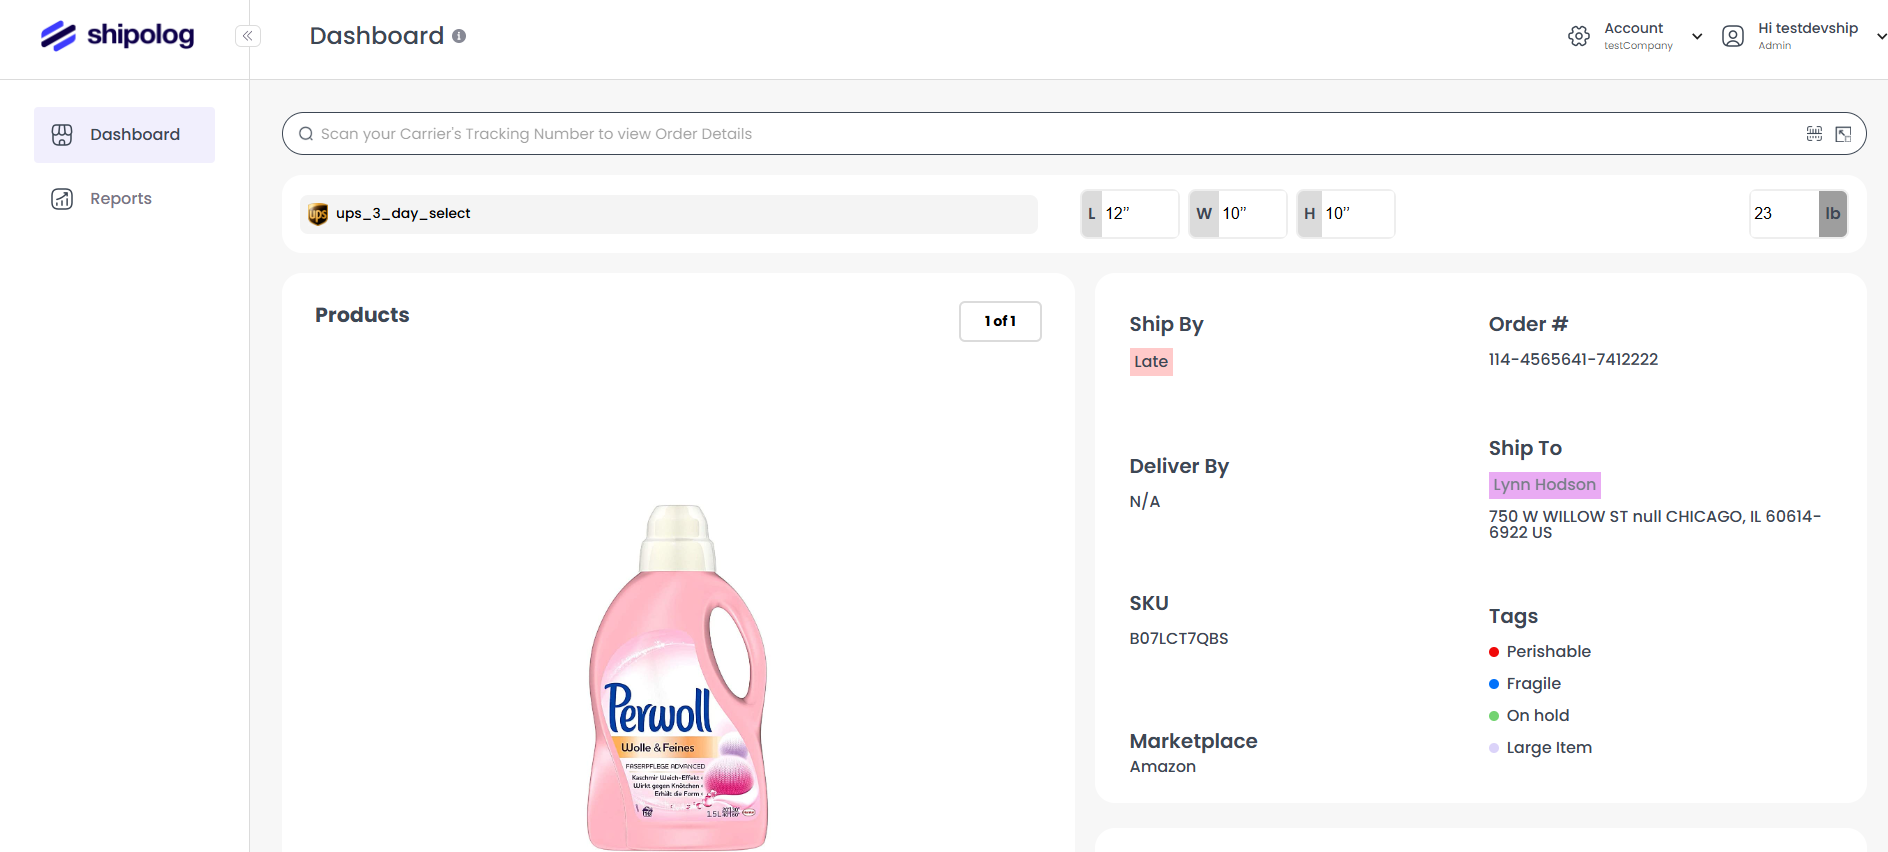 shipolog
Dashboard
Account
testCompany
Hi testdevship
Admin
Dashboard
Reports
Scan your Carrier's Tracking Number to view Order Details
ups
ups_3_day_select
L 12”
W 10”
H 10”
23 lb
Products
1 of 1
Perwoll
Wolle & Feines
FASERPFLEGE ADVANCED
Kaschmir Weich-Effekt
Wirkt gegen Knötchen
Erhält die Form
1.5L
Ship By
Late
Deliver By
N/A
SKU
B07LCT7QBS
Marketplace
Amazon
Order #
114-4565641-7412222
Ship To
Lynn Hodson
750 W WILLOW ST null CHICAGO, IL 60614-
6922 US
Tags
Perishable
Fragile
On hold
Large Item